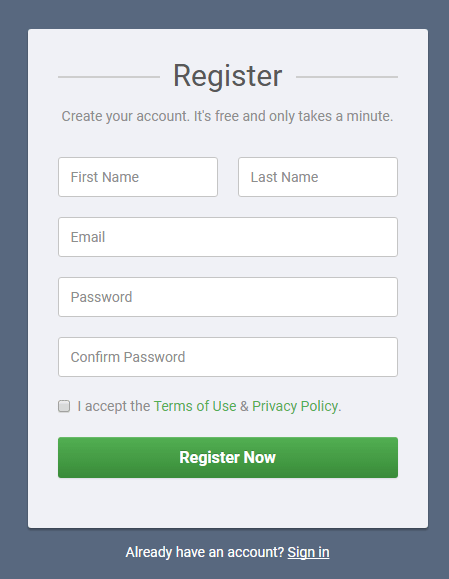 Register
Create your account. It's free and only takes a minute.
First Name Last Name
Email
Password
Confirm Password
I accept the Terms of Use & Privacy Policy.
Register Now
Already have an account? Sign in